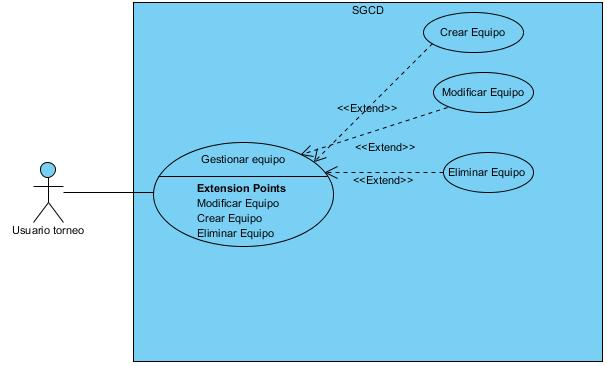 SGCD
Crear Equipo
Modificar Equipo
<<Extend>>
<<Extend>>
Gestionar equipo
Eliminar Equipo
<<Extend>>
Extension Points
Modificar Equipo
Crear Equipo
Eliminar Equipo
Usuario torneo